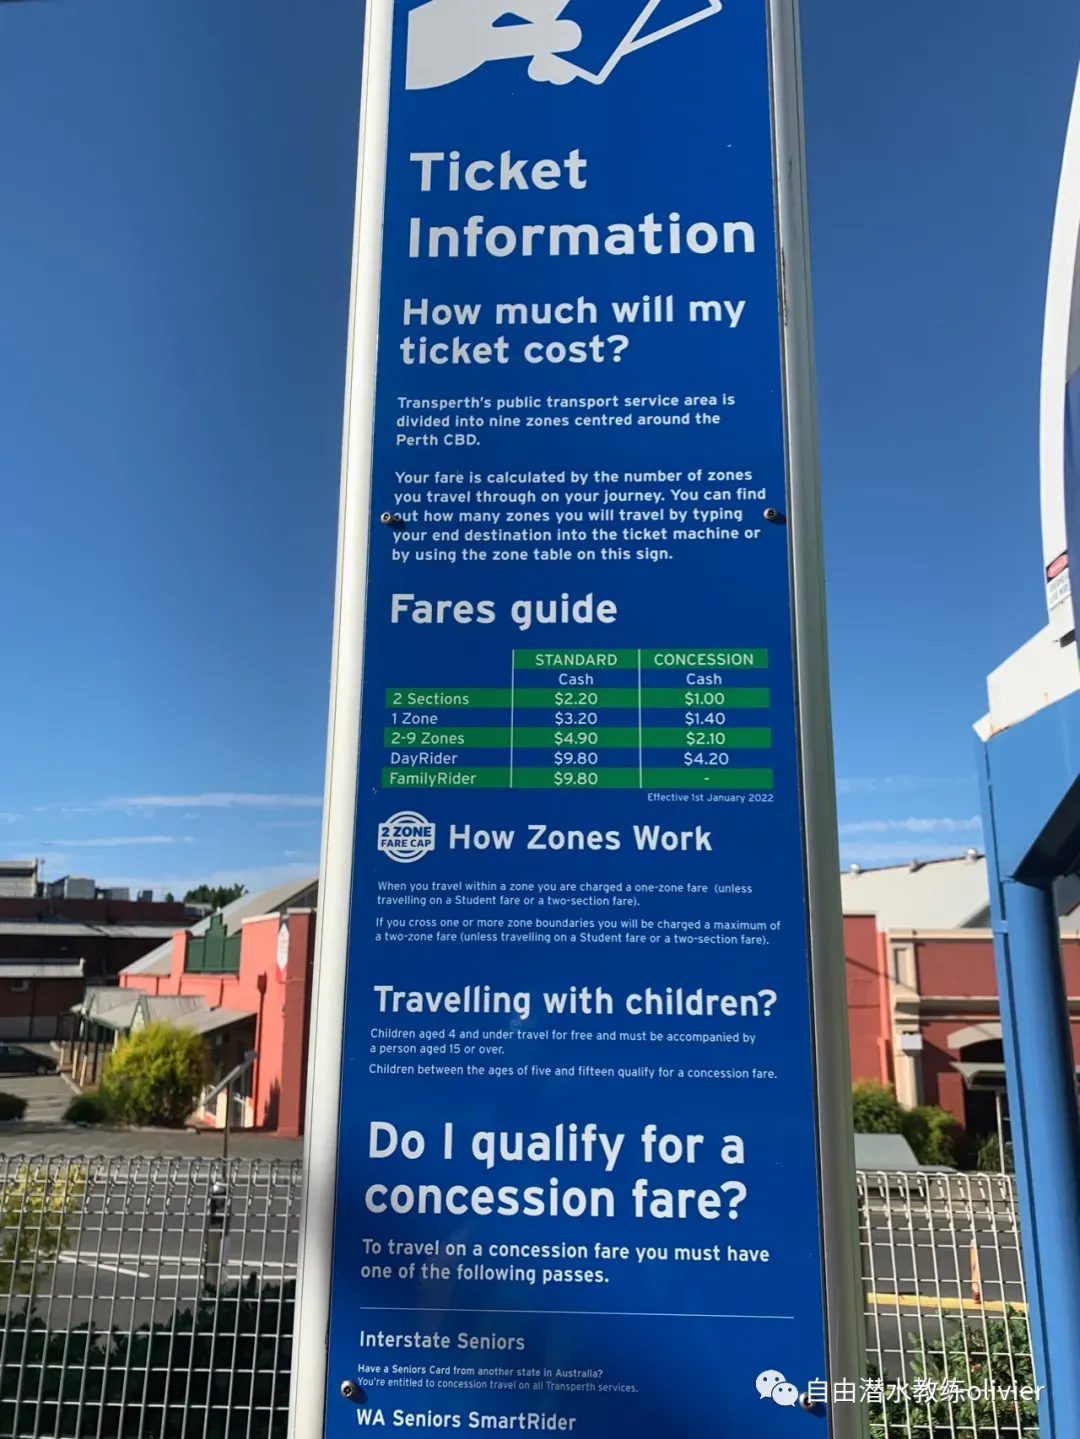 Ticket
Information
How much will my
ticket cost?
Transperth's public transport service area is
divided into nine zones centred around the
Perth CBD.
Your fare is calculated by the number of zones
you travel through on your journey. You can find
out how many zones you will travel by typing
your end destination into the ticket machine or
by using the zone table on this sign.
Fares guide
STANDARD CONCESSION
Cash Cash
2 Sections $2.20 $1.00
1 Zone $3.20 $1.40
2-9 Zones $4.90 $2.10
DayRider $9.80 $4.20
FamilyRider $9.80 -
Effective 1st January 2022
2 ZONE
FARE CAP
How Zones Work
When you travel within a zone you are charged a one-zone fare (unless
travelling on a Student fare or a two-section fare).
If you cross one or more zone boundaries you will be charged a maximum of
a two-zone fare (unless travelling on a Student fare or a two-section fare).
Travelling with children?
Children aged 4 and under travel for free and must be accompanied by
a person aged 15 or over.
Children between the ages of five and fifteen qualify for a concession fare.
Do I qualify for a
concession fare?
To travel on a concession fare you must have
one of the following passes.
Interstate Seniors
Have a Seniors Card from another state in Australia?
You're entitled to concession travel on all Transperth services.
WA Seniors SmartRider
自由潜水教练olivier